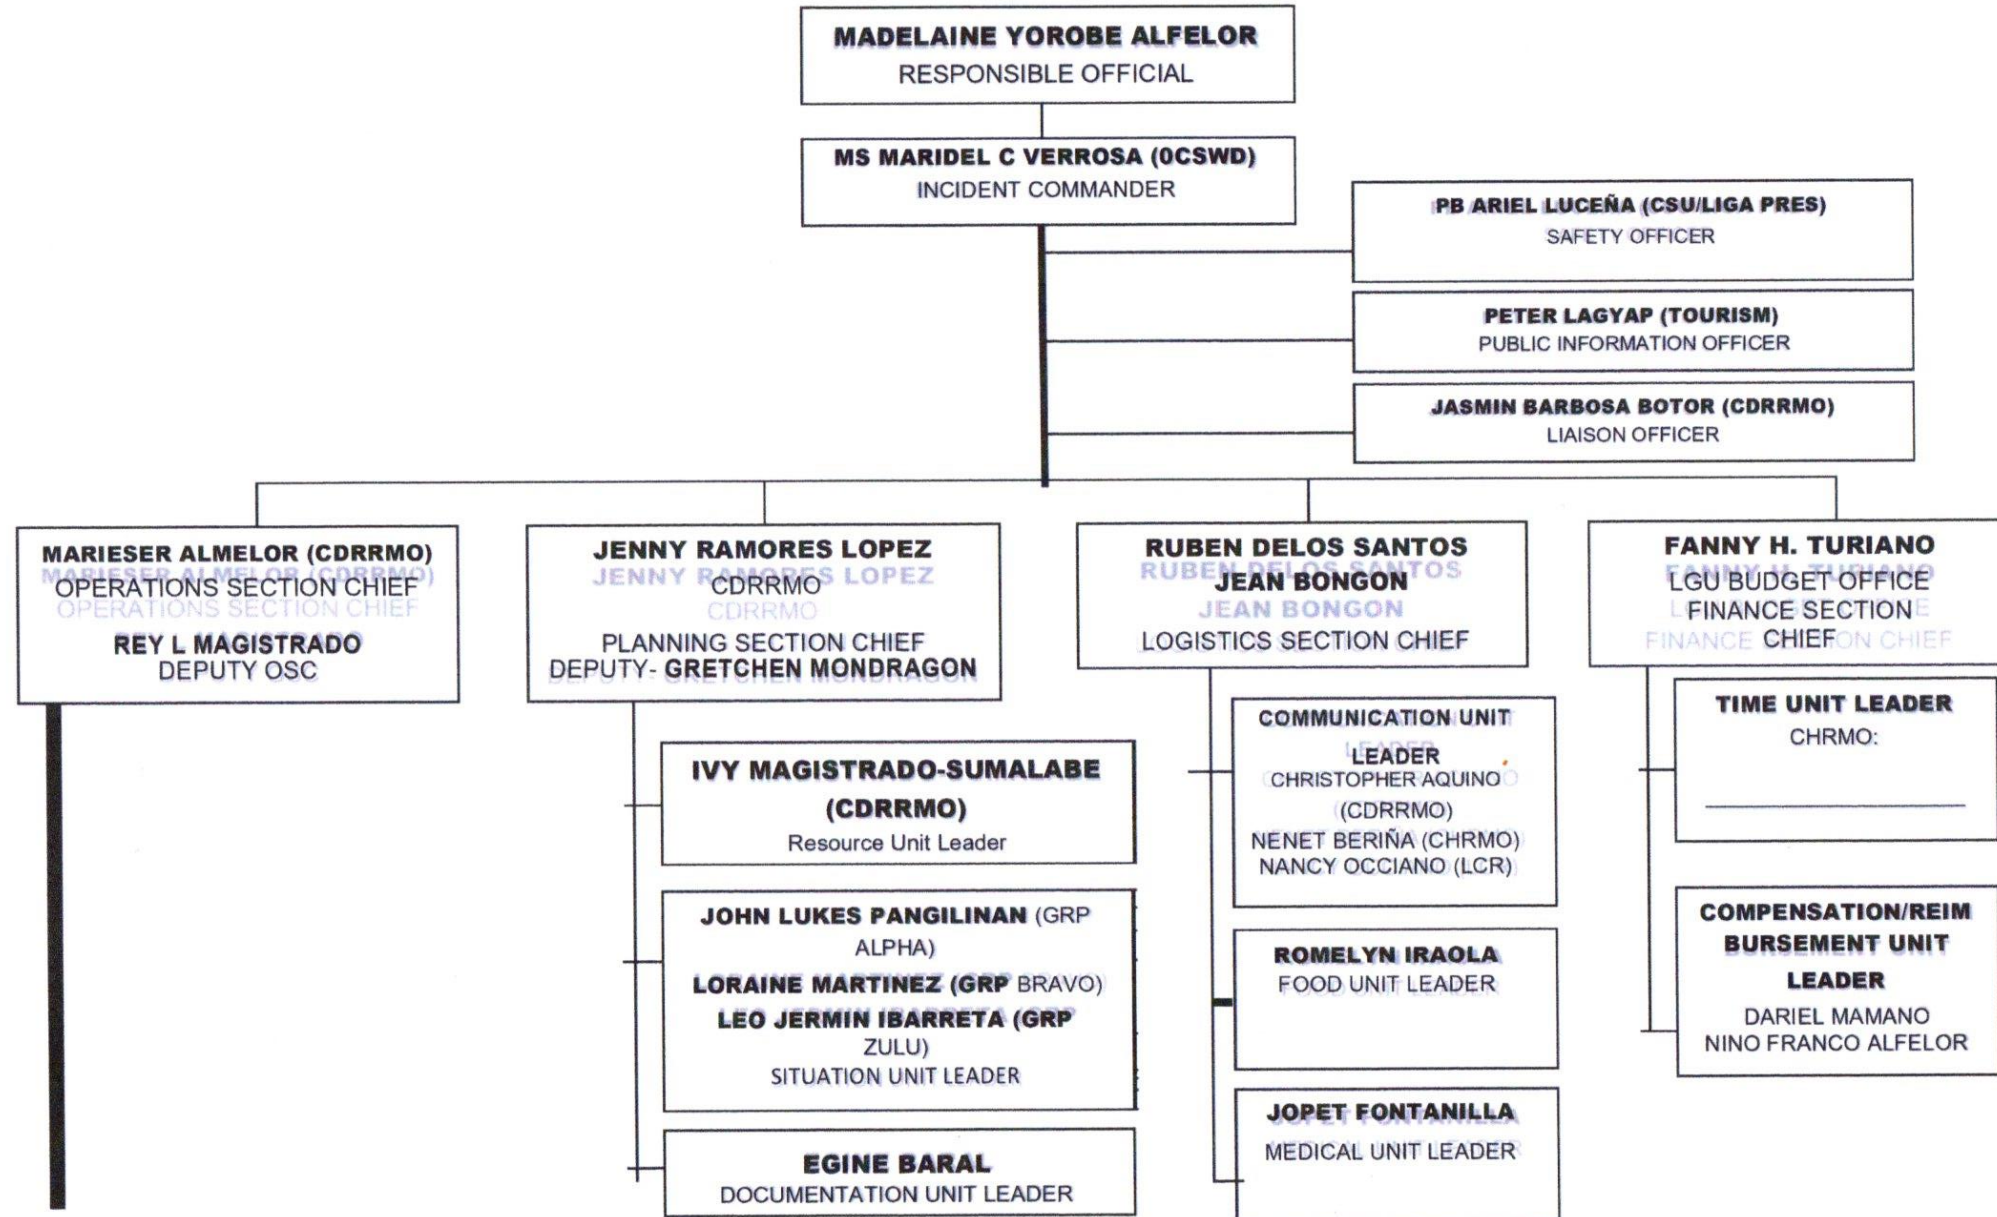 MADELAINE YOROBE ALFELOR
RESPONSIBLE OFFICIAL
MS MARIDEL C VERROSA (0CSWD)
INCIDENT COMMANDER
PB ARIEL LUCEÑA (CSU/LIGA PRES)
SAFETY OFFICER
PETER LAGYAP (TOURISM)
PUBLIC INFORMATION OFFICER
JASMIN BARBOSA BOTOR (CDRRMO)
LIAISON OFFICER
MARIESER ALMELOR (CDRRMO)
OPERATIONS SECTION CHIEF
REY L MAGISTRADO
DEPUTY OSC
JENNY RAMORES LOPEZ
CDRRMO
PLANNING SECTION CHIEF
DEPUTY- GRETCHEN MONDRAGON
IVY MAGISTRADO-SUMALABE
(CDRRMO)
Resource Unit Leader
JOHN LUKES PANGILINAN (GRP
ALPHA)
LORAINE MARTINEZ (GRP BRAVO)
LEO JERMIN IBARRETA (GRP
ZULU)
SITUATION UNIT LEADER
EGINE BARAL
DOCUMENTATION UNIT LEADER
RUBEN DELOS SANTOS
JEAN BONGON
LOGISTICS SECTION CHIEF
COMMUNICATION UNIT
LEADER
CHRISTOPHER AQUINO
(CDRRMO)
NENET BERIÑA (CHRMO)
NANCY OCCIANO (LCR)
ROMELYN IRAOLA
FOOD UNIT LEADER
JOPET FONTANILLA
MEDICAL UNIT LEADER
FANNY H. TURIANO
LGU BUDGET OFFICE
FINANCE SECTION
CHIEF
TIME UNIT LEADER
CHRMO:
COMPENSATION/REIM
BURSEMENT UNIT
LEADER
DARIEL MAMANO
NINO FRANCO ALFELOR